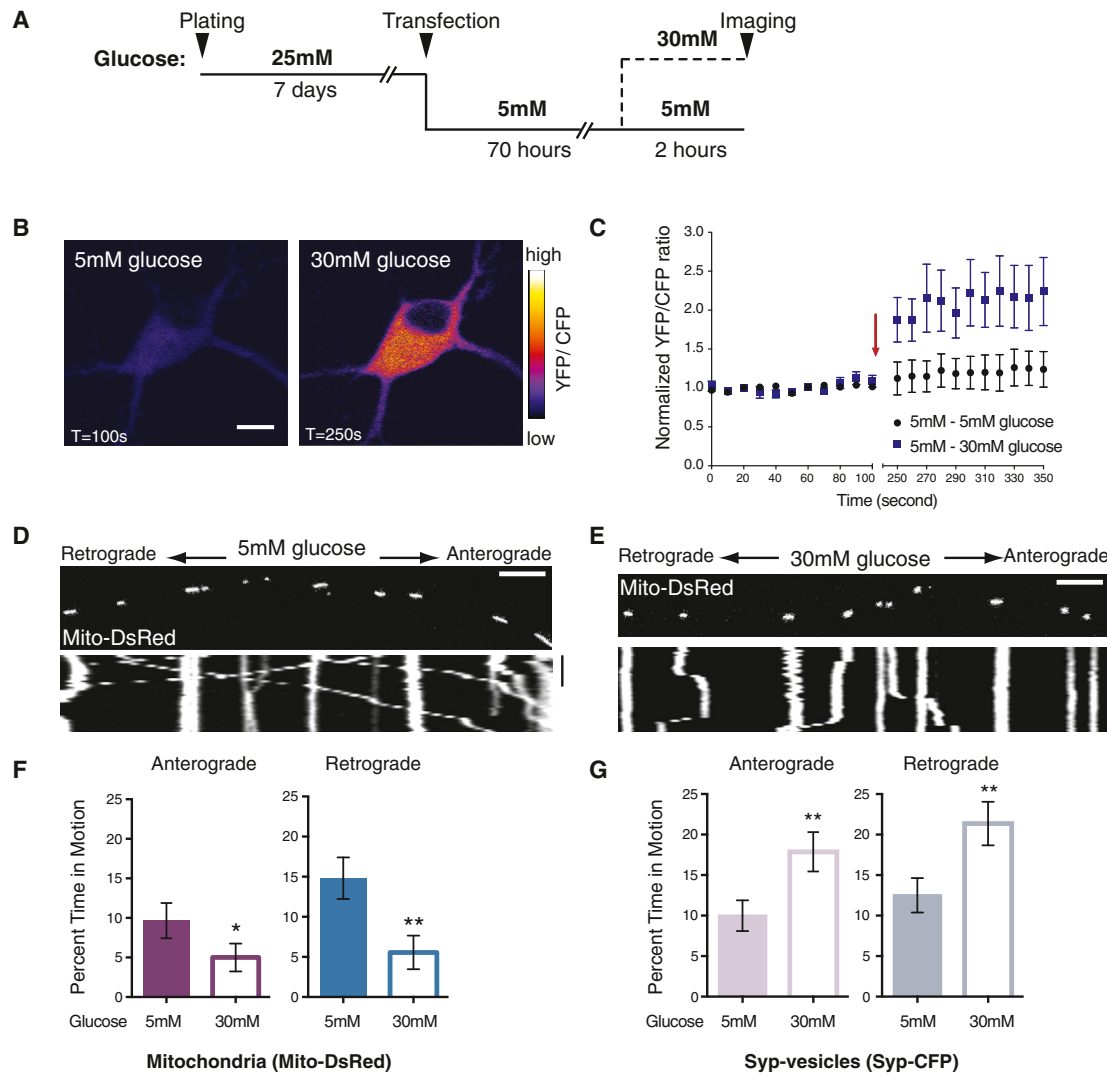 A
Plating
Transfection
Imaging
Glucose:
25mM
30mM
7 days
5mM
5mM
70 hours
2 hours
B
5mM glucose
T=100s
30mM glucose
T=250s
high
YFP/ CFP
low
C
Normalized YFP/CFP ratio
3.0
2.5
2.0
1.5
1.0
0.5
0.0
0 20 40 60 80 100 250 270 290 310 330 350
Time (second)
5mM - 5mM glucose
5mM - 30mM glucose
D
Retrograde 5mM glucose Anterograde
Mito-DsRed
E
Retrograde 30mM glucose Anterograde
Mito-DsRed
F
Anterograde
Retrograde
Percent Time in Motion
25
20
15
10
5
0
*
25
20
15
10
5
0
**
Glucose 5mM 30mM 5mM 30mM
Mitochondria (Mito-DsRed)
G
Anterograde
Retrograde
Percent Time in Motion
25
20
15
10
5
0
**
25
20
15
10
5
0
**
Glucose 5mM 30mM 5mM 30mM
Syp-vesicles (Syp-CFP)